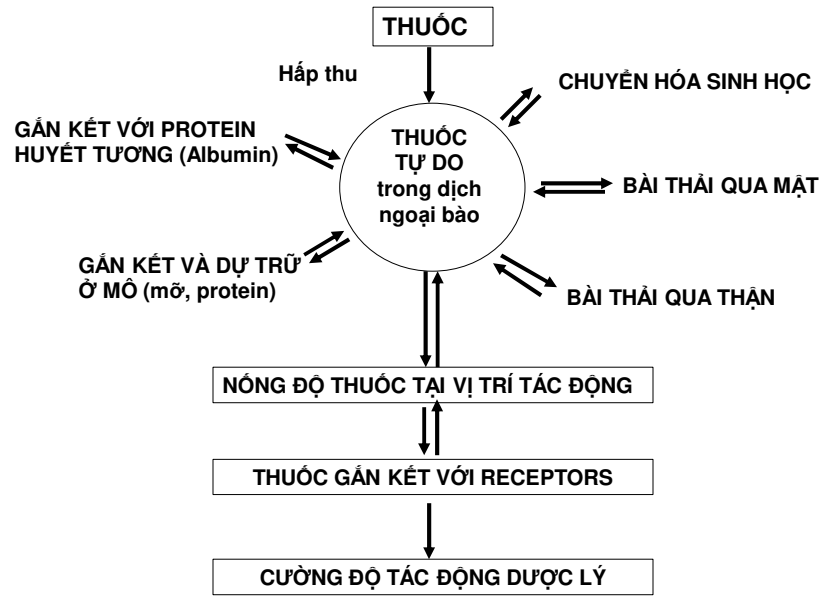 THUỐC
Hấp thu
CHUYỂN HÓA SINH HỌC
GẮN KẾT VỚI PROTEIN
HUYẾT TƯƠNG (Albumin)
THUỐC
TỰ DO
trong dịch
ngoại bào
BÀI THẢI QUA MẬT
GẮN KẾT VÀ DỰ TRỮ
Ở MÔ (mỡ, protein)
BÀI THẢI QUA THẬN
NỒNG ĐỘ THUỐC TẠI VỊ TRÍ TÁC ĐỘNG
THUỐC GẮN KẾT VỚI RECEPTORS
CƯỜNG ĐỘ TÁC ĐỘNG DƯỢC LÝ